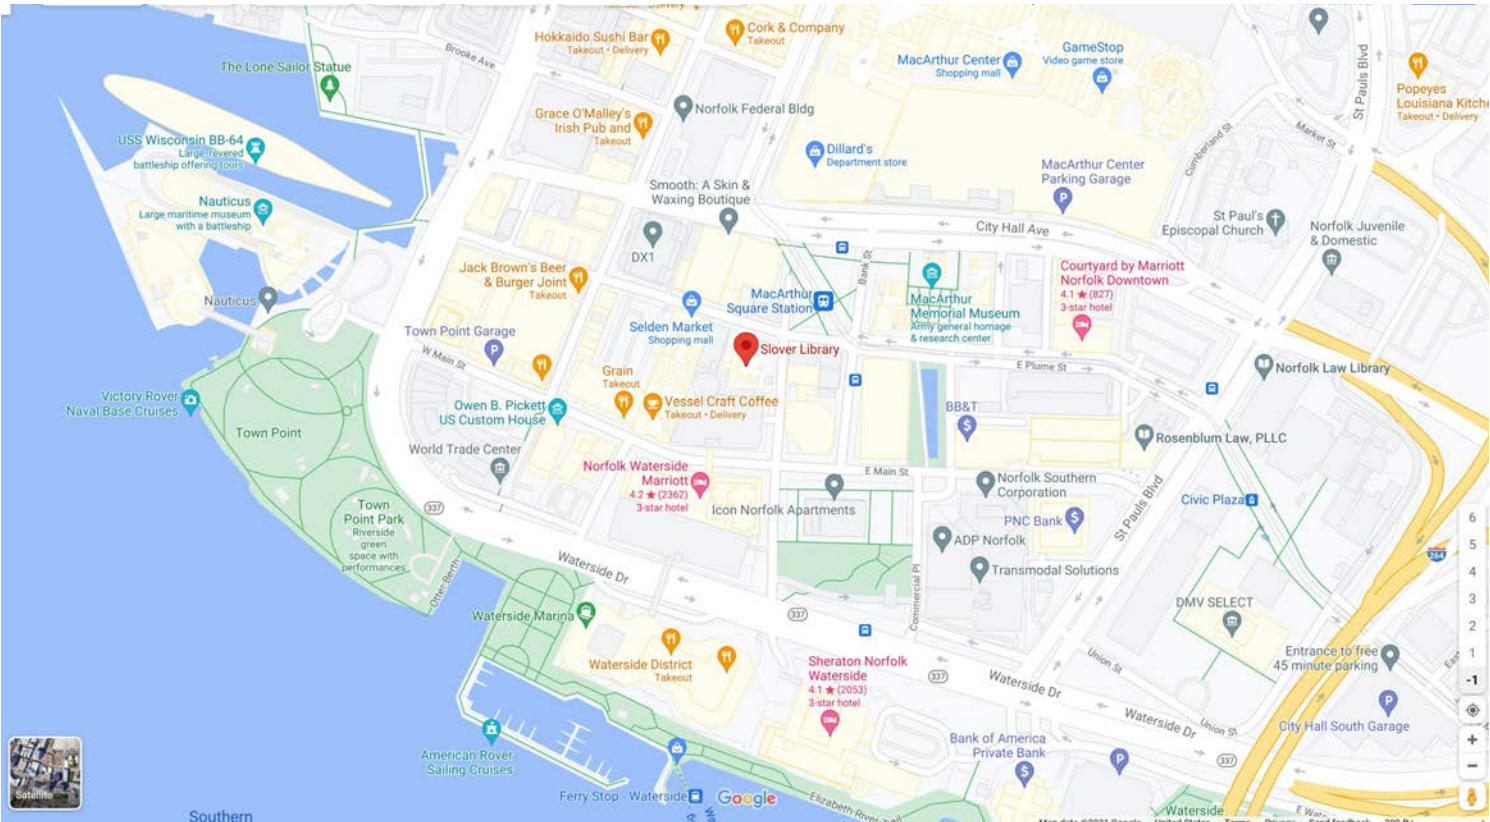 Hokkaido Sushi Bar
Takeout • Delivery
Cork & Company
Takeout
MacArthur Center
Shopping mall
GameStop
Video game store
St Pauls Blvd
Popeyes
Louisiana Kitche
Takeout • Delivery
Brooke Ave
The Lone Sailor Statue
Grace O'Malley's
Irish Pub and
Takeout
Norfolk Federal Bldg
Market St
Cumberland St
USS Wisconsin BB-64
Large, revered
battleship offering tours
Dillard's
Department store
MacArthur Center
Parking Garage
Nauticus
Large maritime museum
with a battleship
Smooth: A Skin &
Waxing Boutique
City Hall Ave
St Paul's
Episcopal Church
Norfolk Juvenile
& Domestic
DX1
Bank St
Jack Brown's Beer
& Burger Joint
Takeout
MacArthur
Square Station
MacArthur
Memorial Museum
Army general homage
& research center
Courtyard by Marriott
Norfolk Downtown
4.1 ★ (827)
3-star hotel
Nauticus
Town Point Garage
Selden Market
Shopping mall
Slover Library
W Main St
E Plume St
Norfolk Law Library
Grain
Takeout
Victory Rover
Naval Base Cruises
Owen B. Pickett
US Custom House
Vessel Craft Coffee
Takeout • Delivery
BB&T
Town Point
World Trade Center
Rosenblum Law, PLLC
Norfolk Waterside
Marriott
4.2 ★ (2362)
3-star hotel
E Main St
Norfolk Southern
Corporation
St Pauls Blvd
Civic Plaza
Icon Norfolk Apartments
337
Town
Point Park
Riverside
green
space with
performances
PNC Bank
ADP Norfolk
Otter Berth
Waterside Dr
Transmodal Solutions
Commercial Pl
264
6
5
4
3
2
1
-1
Waterside Marina
337
DMV SELECT
Waterside District
Takeout
Sheraton Norfolk
Waterside
4.1 ★ (2053)
3-star hotel
337
Union St
Waterside Dr
Entrance to free
45 minute parking
Waterside Dr
Union St
City Hall South Garage
American Rover
Sailing Cruises
Bank of America
Private Bank
337
Satellite
Ferry Stop - Waterside
Google
Elizabeth River Trail
Waterside
Southern